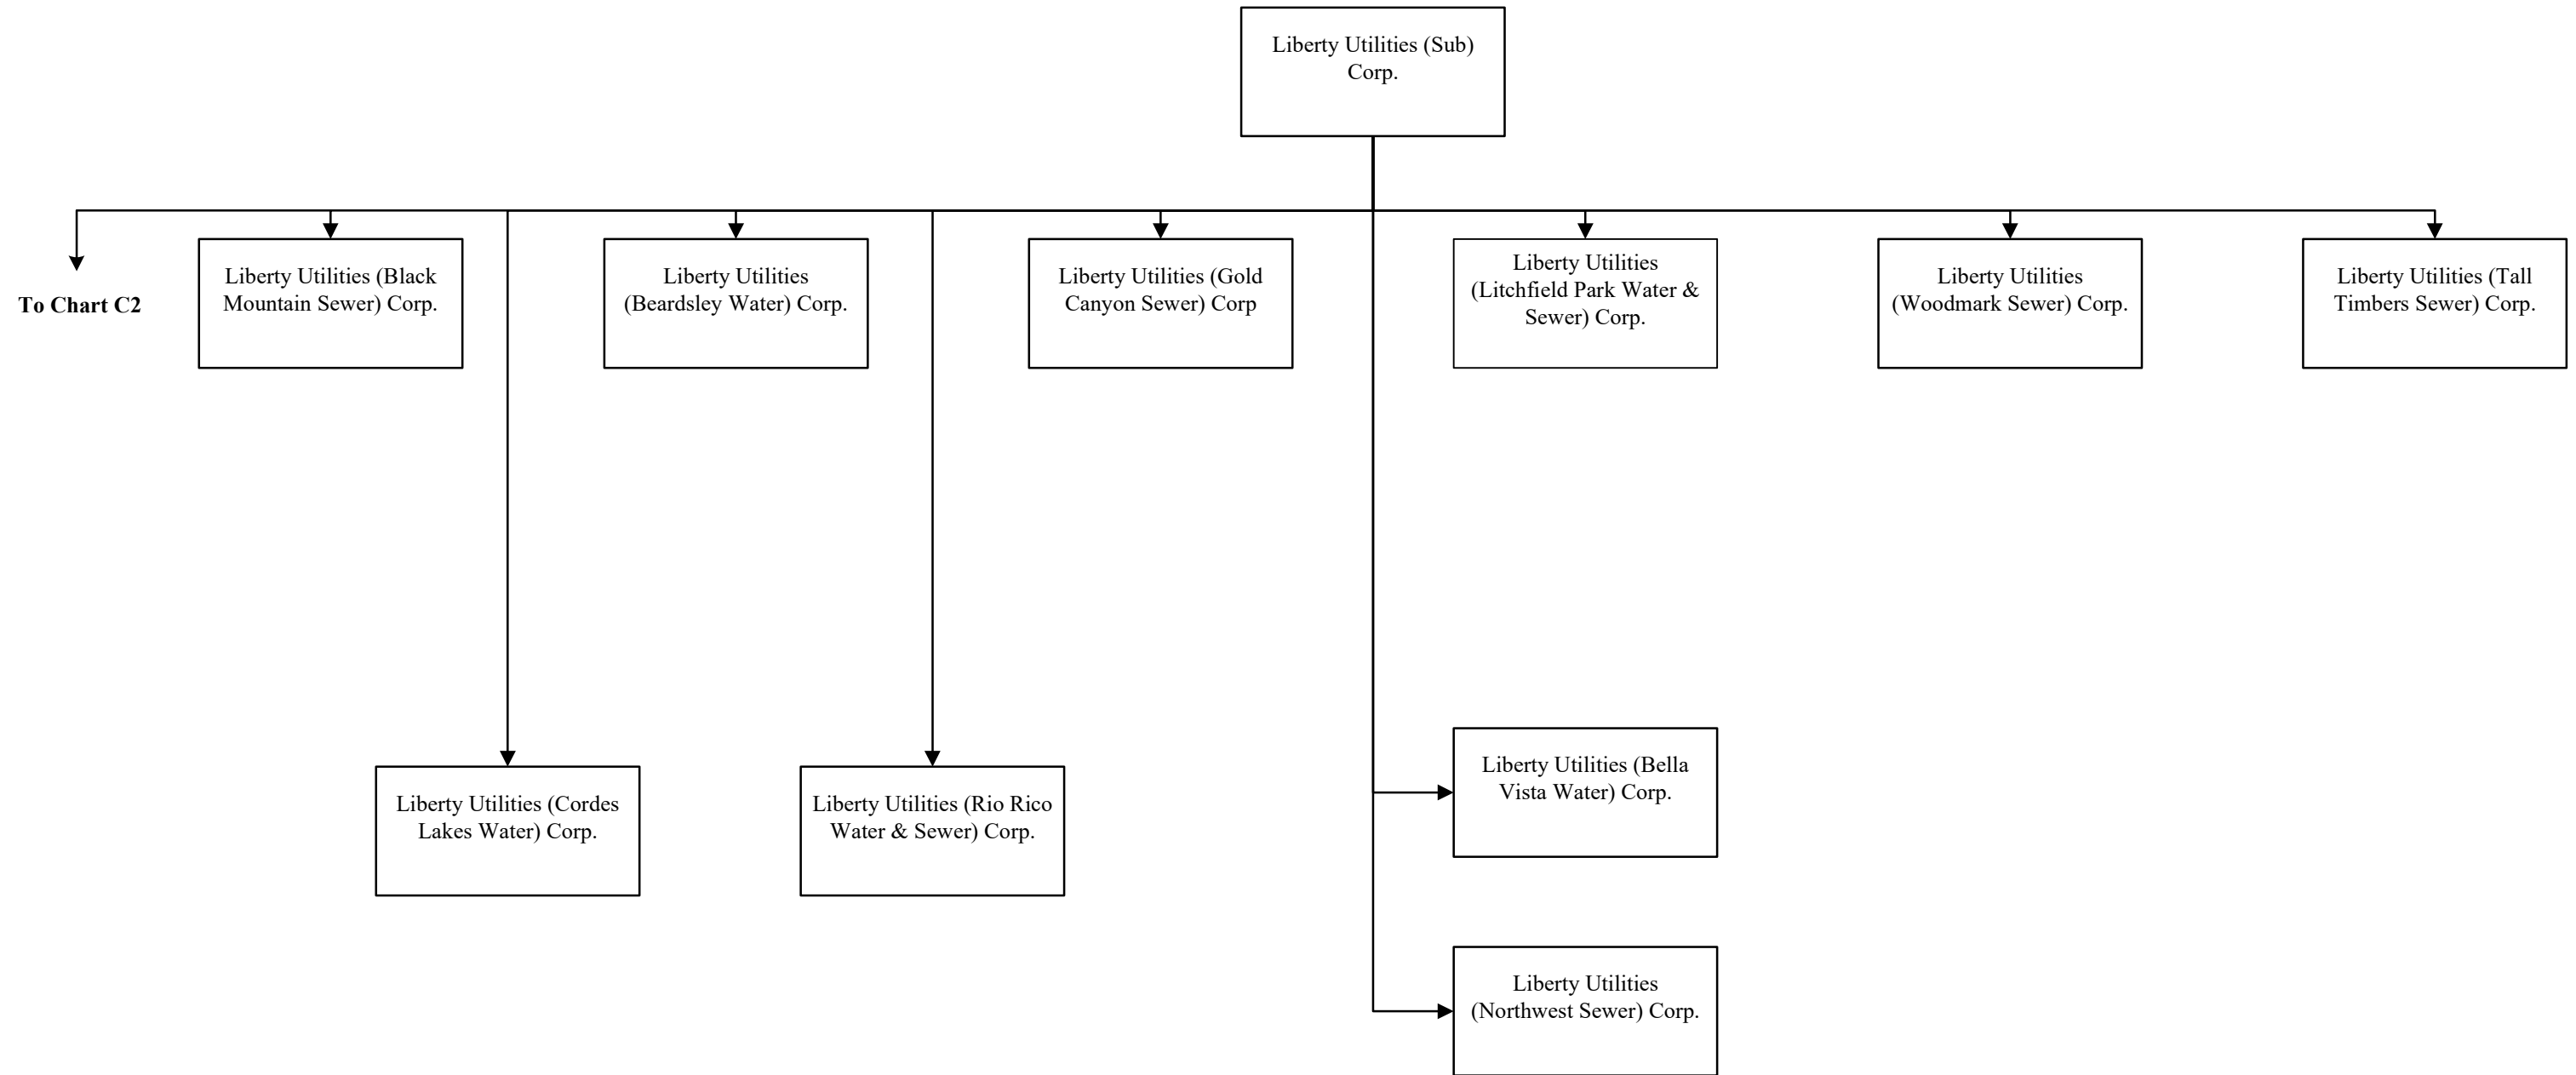 Liberty Utilities (Sub)
Corp.
To Chart C2
Liberty Utilities (Black
Mountain Sewer) Corp.
Liberty Utilities
(Beardsley Water) Corp.
Liberty Utilities (Gold
Canyon Sewer) Corp
Liberty Utilities
(Litchfield Park Water &
Sewer) Corp.
Liberty Utilities
(Woodmark Sewer) Corp.
Liberty Utilities (Tall
Timbers Sewer) Corp.
Liberty Utilities (Cordes
Lakes Water) Corp.
Liberty Utilities (Rio Rico
Water & Sewer) Corp.
Liberty Utilities (Bella
Vista Water) Corp.
Liberty Utilities
(Northwest Sewer) Corp.